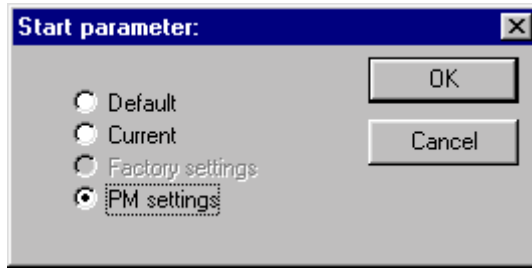 Start parameter:
OK
Default
Current
Cancel
Factory settings
PM settings